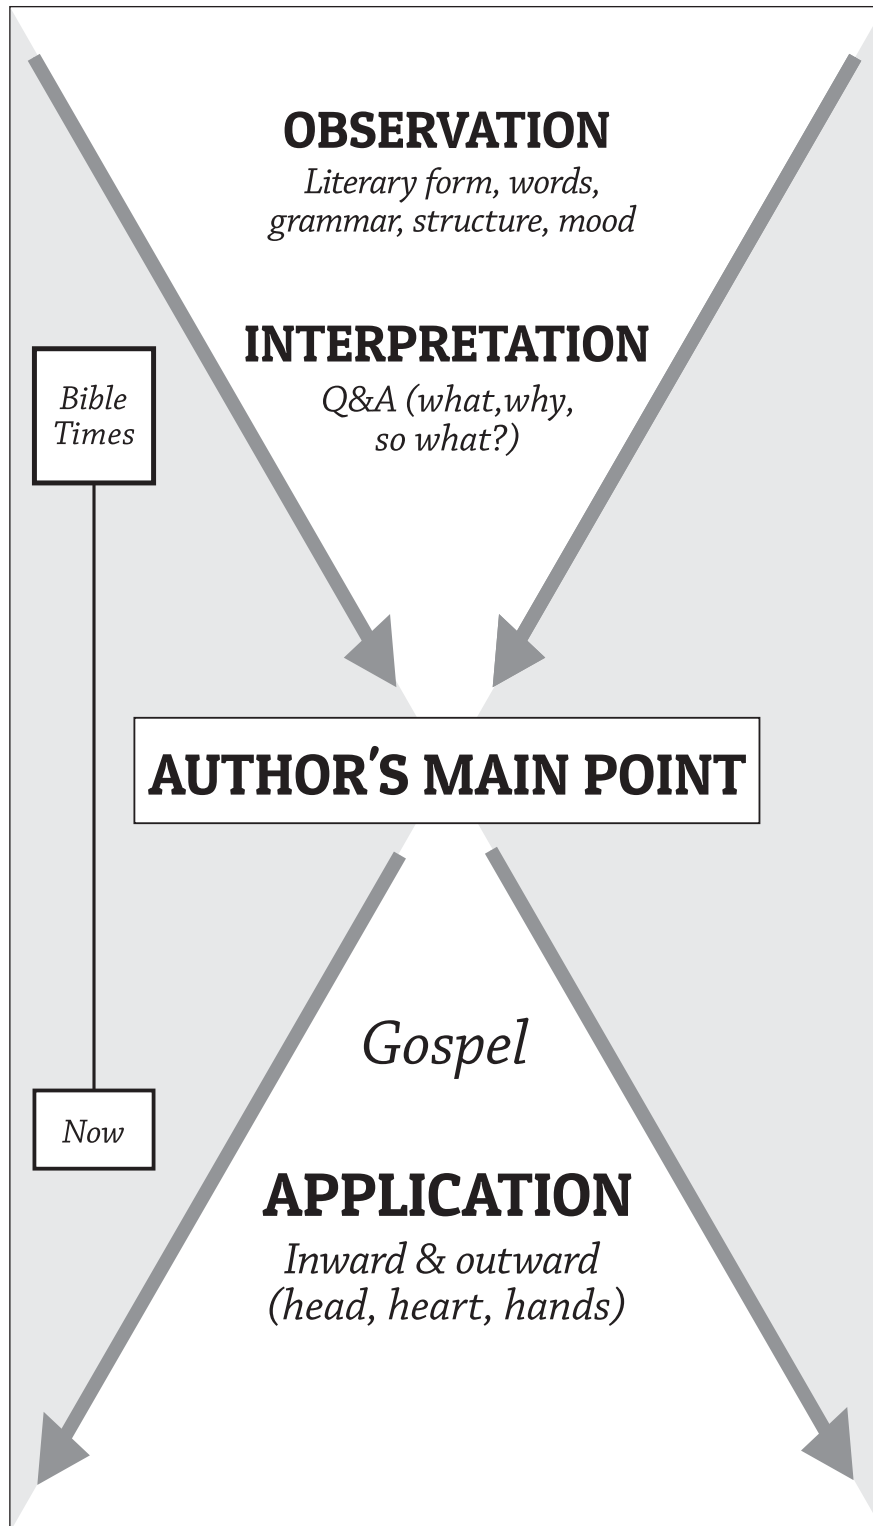 OBSERVATION
Literary form, words,
grammar, structure, mood
INTERPRETATION
Q&A (what,why,
so what?)
Bible
Times
AUTHOR'S MAIN POINT
Gospel
Now
APPLICATION
Inward & outward
(head, heart, hands)